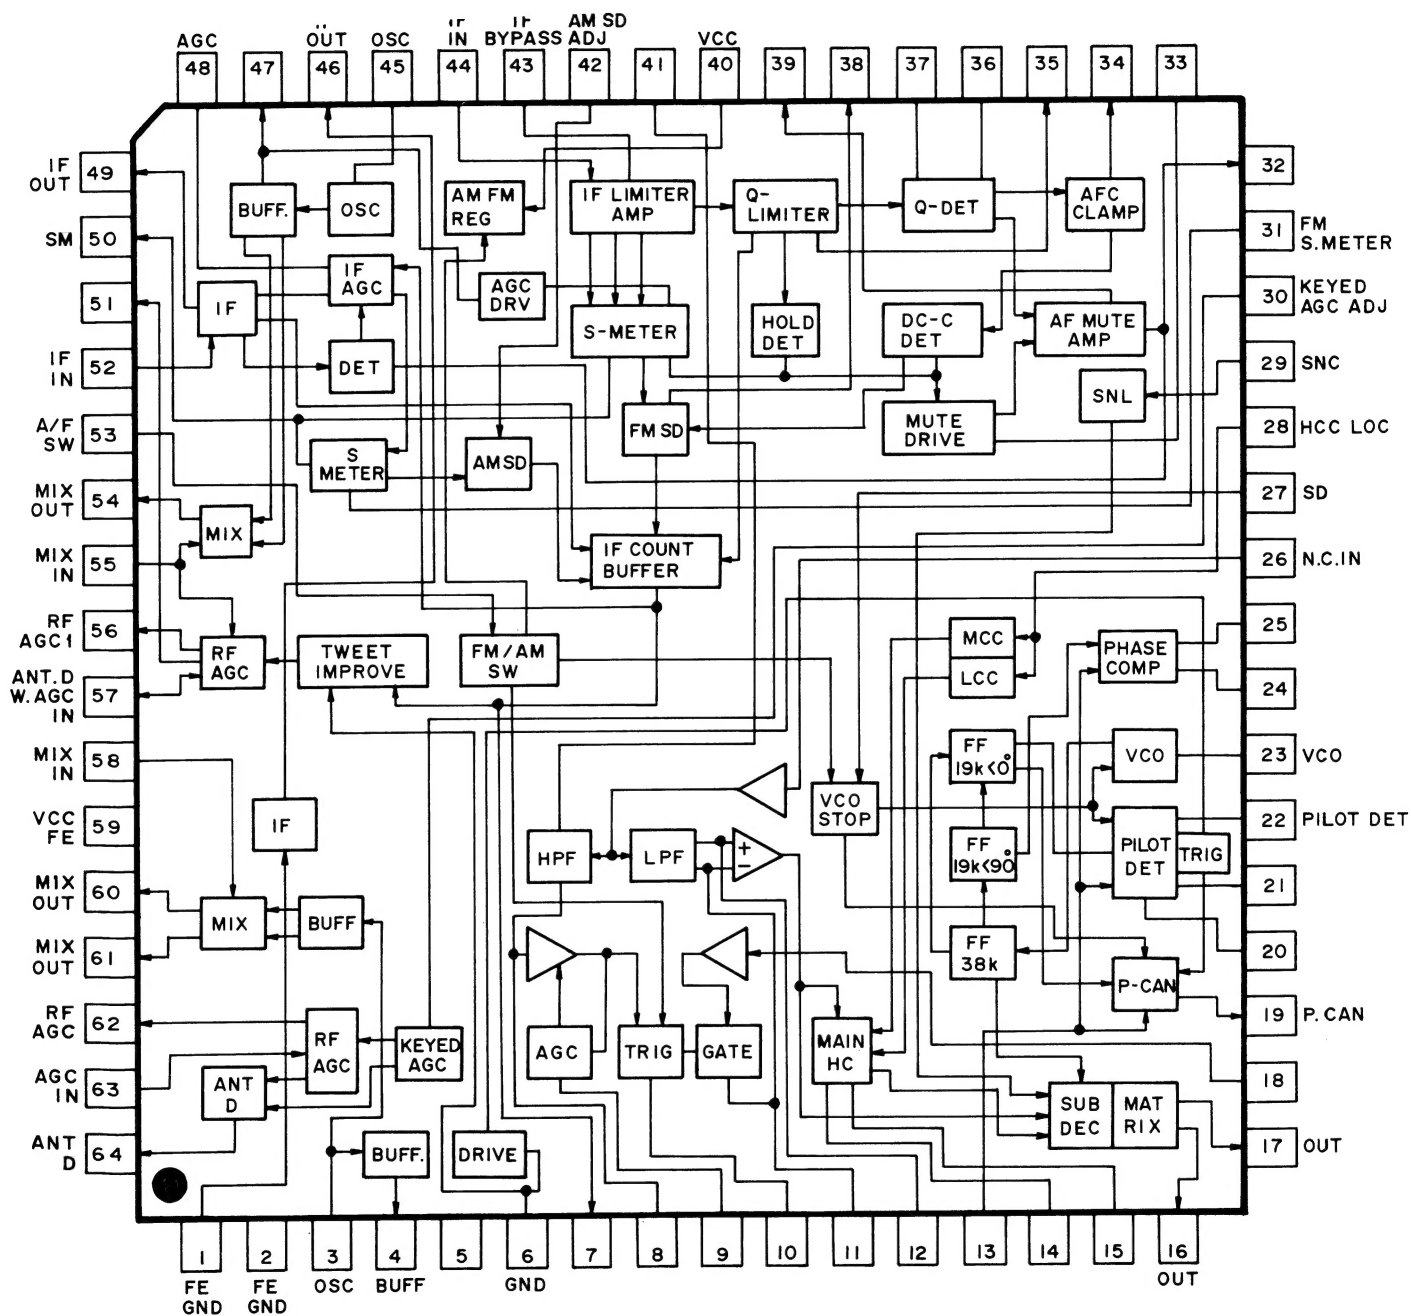 AGC
OUT
OSC
IF
IN
IF
BYPASS
AM SD
ADJ
VCC
48
47
46
45
44
43
42
41
40
39
38
37
36
35
34
33
IF
OUT
49
SM
50
51
IF
IN
52
A/F
SW
53
MIX
OUT
54
MIX
IN
55
RF
AGC1
56
ANT.D
W.AGC
IN
57
MIX
IN
58
VCC
FE
59
MIX
OUT
60
MIX
OUT
61
RF
AGC
62
AGC
IN
63
ANT
D
64
32
31
FM
S.METER
30
KEYED
AGC ADJ
29
SNC
28
HCC LOC
27
SD
26
N.C.IN
25
24
23
VCO
22
PILOT DET
21
20
19
P.CAN
18
17
OUT
BUFF.
OSC
AM FM
REG
IF LIMITER
AMP
Q-
LIMITER
Q-DET
AFC
CLAMP
IF
AGC
AGC
DRV
IF
S-METER
HOLD
DET
DC-C
DET
AF MUTE
AMP
DET
SNL
FM SD
MUTE
DRIVE
S
METER
AMSD
MIX
IF COUNT
BUFFER
RF
AGC
TWEET
IMPROVE
FM/AM
SW
MCC
LCC
PHASE
COMP
FF
19k<0°
VCO
VCO
STOP
IF
HPF
LPF
+
−
FF
19k<90°
PILOT
DET
TRIG
MIX
BUFF
FF
38k
P-CAN
RF
AGC
KEYED
AGC
AGC
TRIG
GATE
MAIN
HC
ANT
D
SUB
DEC
MAT
RIX
BUFF.
DRIVE
1
2
3
4
5
6
7
8
9
10
11
12
13
14
15
16
FE
GND
FE
GND
OSC
BUFF
GND
OUT